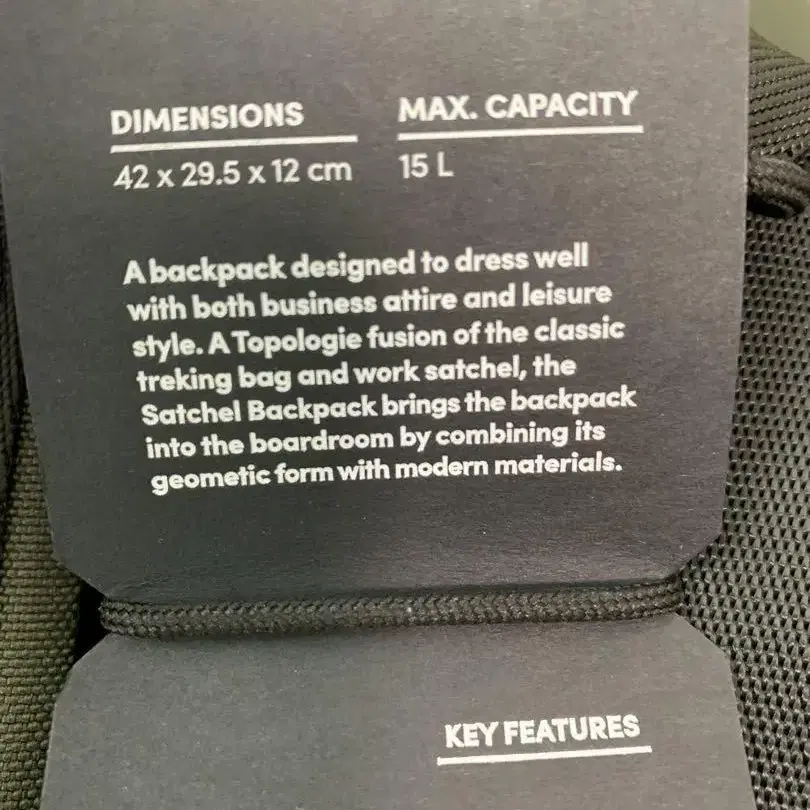 DIMENSIONS
42 x 29.5 x 12 cm
MAX. CAPACITY
15 L
A backpack designed to dress well
with both business attire and leisure
style. A Topologie fusion of the classic
treking bag and work satchel, the
Satchel Backpack brings the backpack
into the boardroom by combining its
geometic form with modern materials.
KEY FEATURES